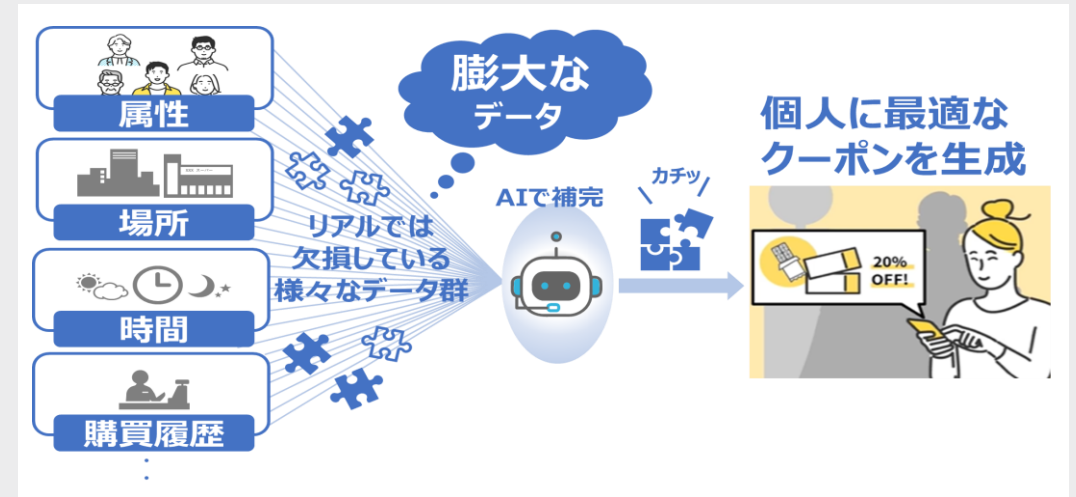 属性
場所
時間
購買履歴
膨大な
データ
リアルでは
欠損している
様々なデータ群
AIで補完
カチッ
個人に最適な
クーポンを生成
20%
OFF!